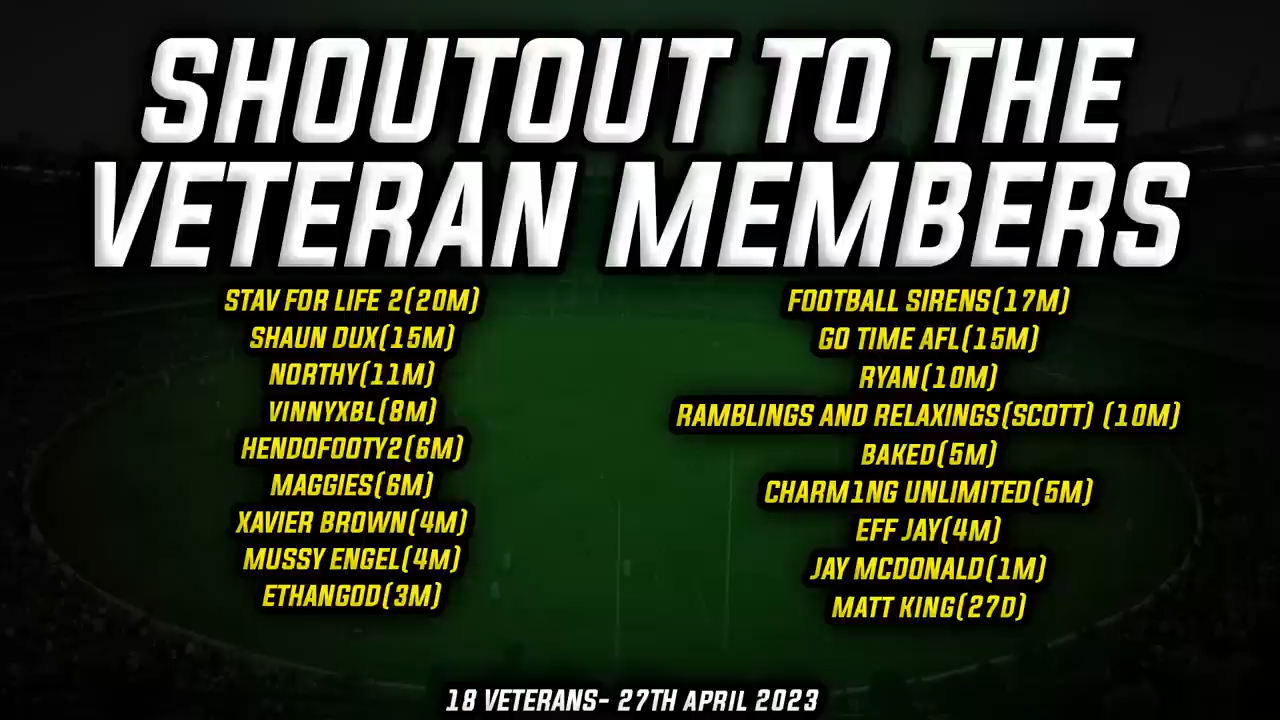 SHOUTOUT TO THE
VETERAN MEMBERS
STAV FOR LIFE 2(20M)
SHAUN DUX(15M)
NORTHY(11M)
VINNYXBL(8M)
HENDOFOOTY2(6M)
MAGGIES(6M)
XAVIER BROWN(4M)
MUSSY ENGEL(4M)
ETHANGOD(3M)
FOOTBALL SIRENS(17M)
GO TIME AFL(15M)
RYAN(10M)
RAMBLINGS AND RELAXINGS(SCOTT) (10M)
BAKED(5M)
CHARM1NG UNLIMITED(5M)
EFF JAY(4M)
JAY MCDONALD(1M)
MATT KING(27D)
18 VETERANS- 27TH APRIL 2023